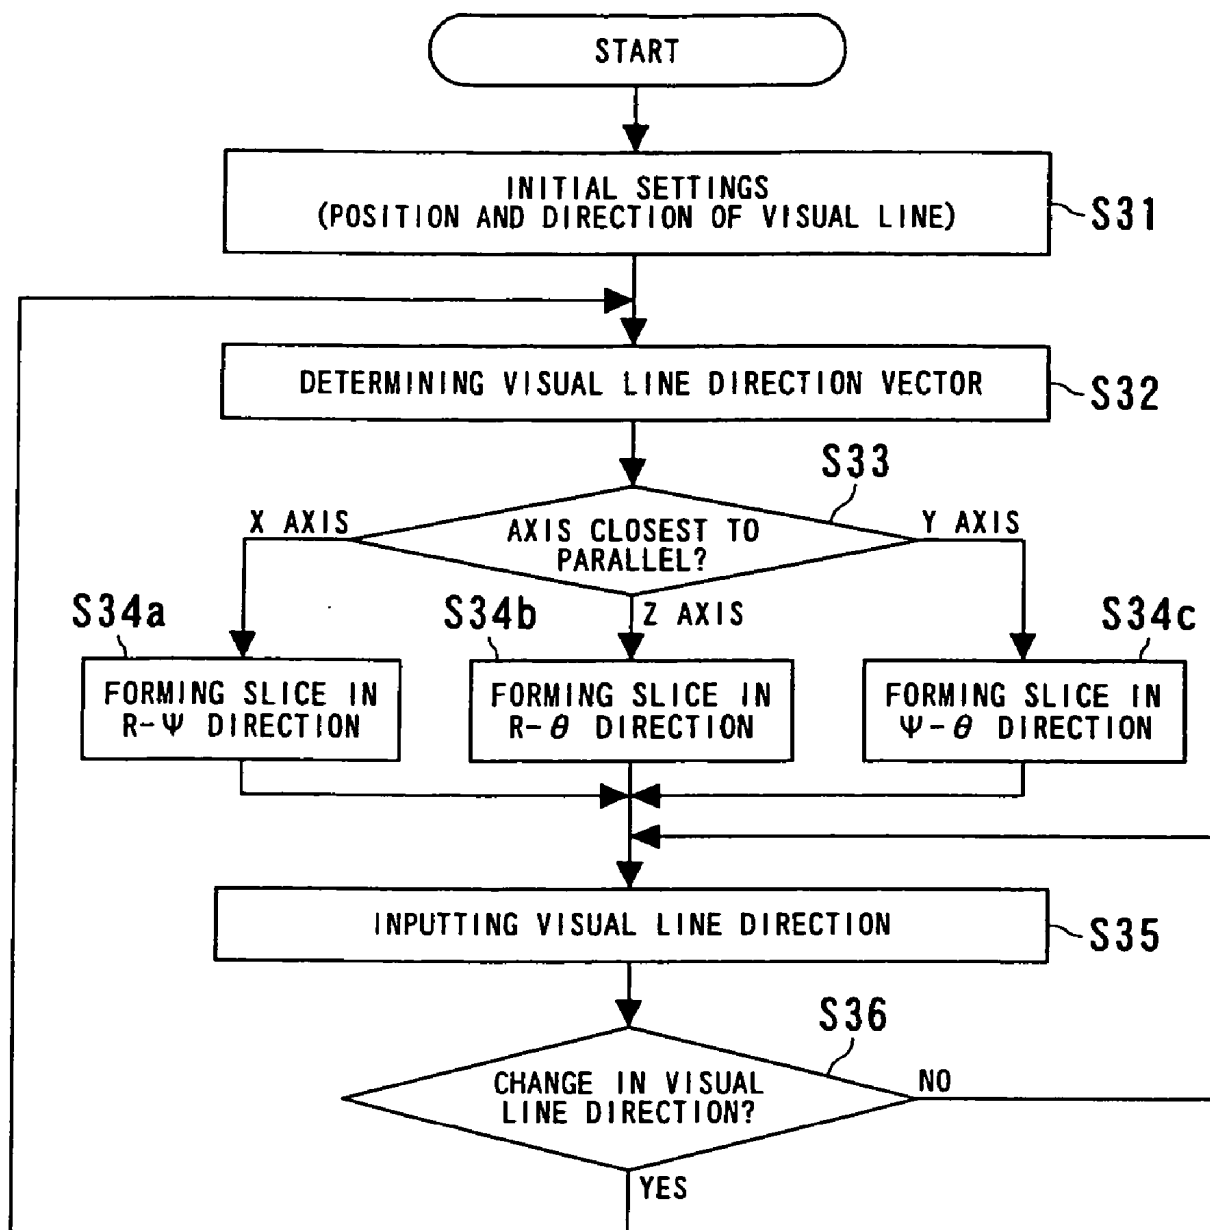 START
INITIAL SETTINGS
(POSITION AND DIRECTION OF VISUAL LINE)
S31
DETERMINING VISUAL LINE DIRECTION VECTOR
S32
S33
X AXIS
AXIS CLOSEST TO
PARALLEL?
Y AXIS
S34a
S34b
Z AXIS
S34c
FORMING SLICE IN
R-Ψ DIRECTION
FORMING SLICE IN
R-θ DIRECTION
FORMING SLICE IN
Ψ-θ DIRECTION
INPUTTING VISUAL LINE DIRECTION
S35
S36
CHANGE IN VISUAL
LINE DIRECTION?
NO
YES